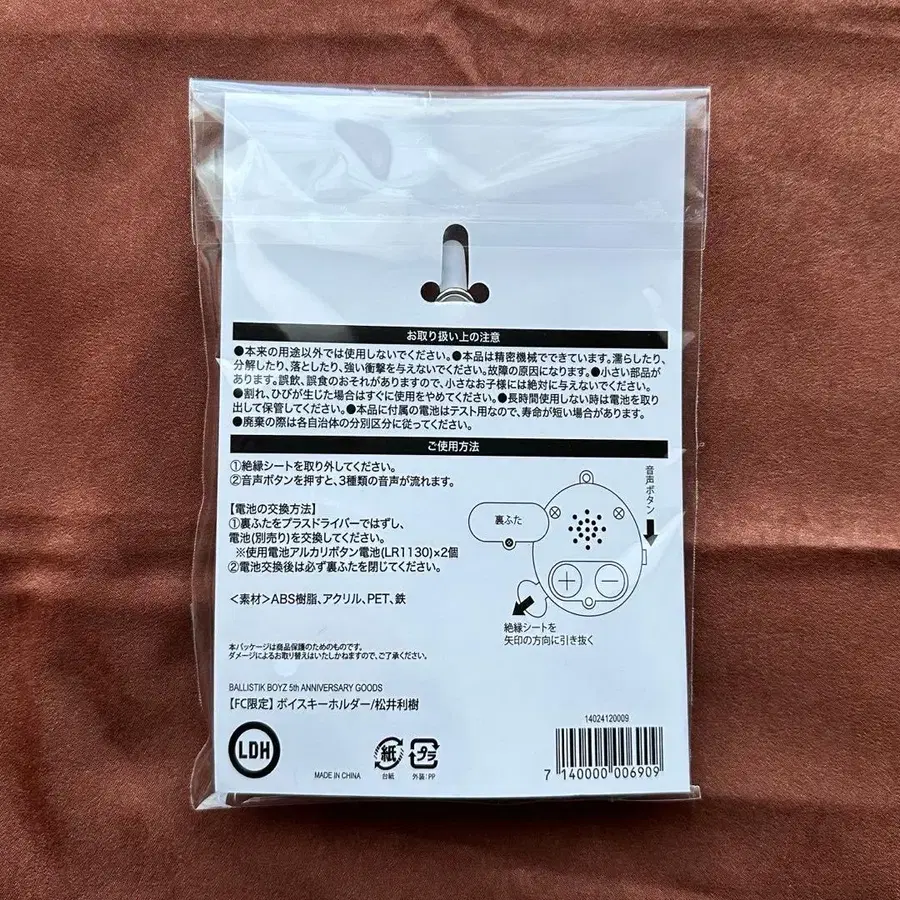 お取り扱い上の注意
●本来の用途以外では使用しないでください。●本品は精密機械でできています。濡らしたり、
分解したり、落としたり、強い衝撃を与えないでください。故障の原因になります。●小さい部品が
あります。誤飲、誤食のおそれがありますので、小さなお子様には絶対に与えないでください。
●割れ、ひびが生じた場合はすぐに使用をやめてください。●長時間使用しない時は電池を取り
出して保管してください。●本品に付属の電池はテスト用なので、寿命が短い場合があります。
●廃棄の際は各自治体の分別区分に従ってください。
ご使用方法
①絶縁シートを取り外してください。
②音声ボタンを押すと、3種類の音声が流れます。
【電池の交換方法】
①裏ふたをプラスドライバーではずし、
電池(別売り)を交換してください。
※使用電池アルカリボタン電池(LR1130)×2個
②電池交換後は必ず裏ふたを閉じてください。
＜素材＞ABS樹脂、アクリル、PET、鉄
音声ボタン
裏ふた
+ −
絶縁シートを
矢印の方向に引き抜く
本パッケージは商品保護のためのものです。
ダメージによるお取り替えはいたしかねますので、ご了承ください。
BALLISTIK BOYZ 5th ANNIVERSARY GOODS
【FC限定】ボイスキーホルダー/松井利樹
LDH
MADE IN CHINA
紙
台紙
プラ
外装:PP
14024120009
7 140000 006909